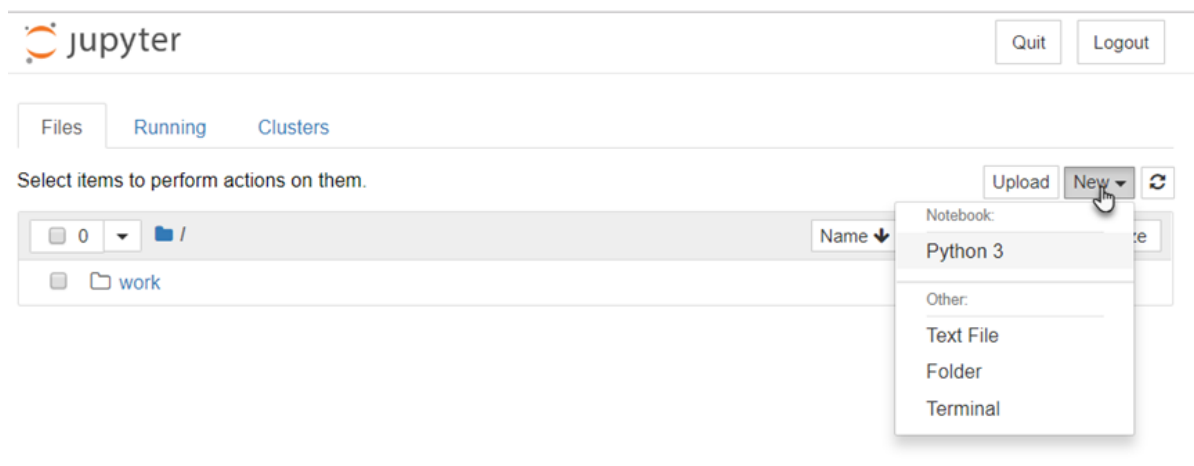 jupyter
Quit Logout
Files Running Clusters
Select items to perform actions on them.
Upload New
0 / Name
Notebook:
Python 3
work
Other:
Text File
Folder
Terminal